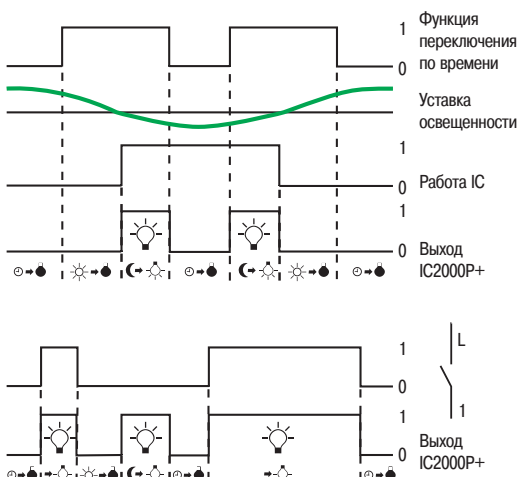 1
Функция
переключения
по времени
0
Уставка
освещенности
1
0
Работа IC
1
0
Выход
IC2000P+
1
L
0
1
1
Выход
0
IC2000P+